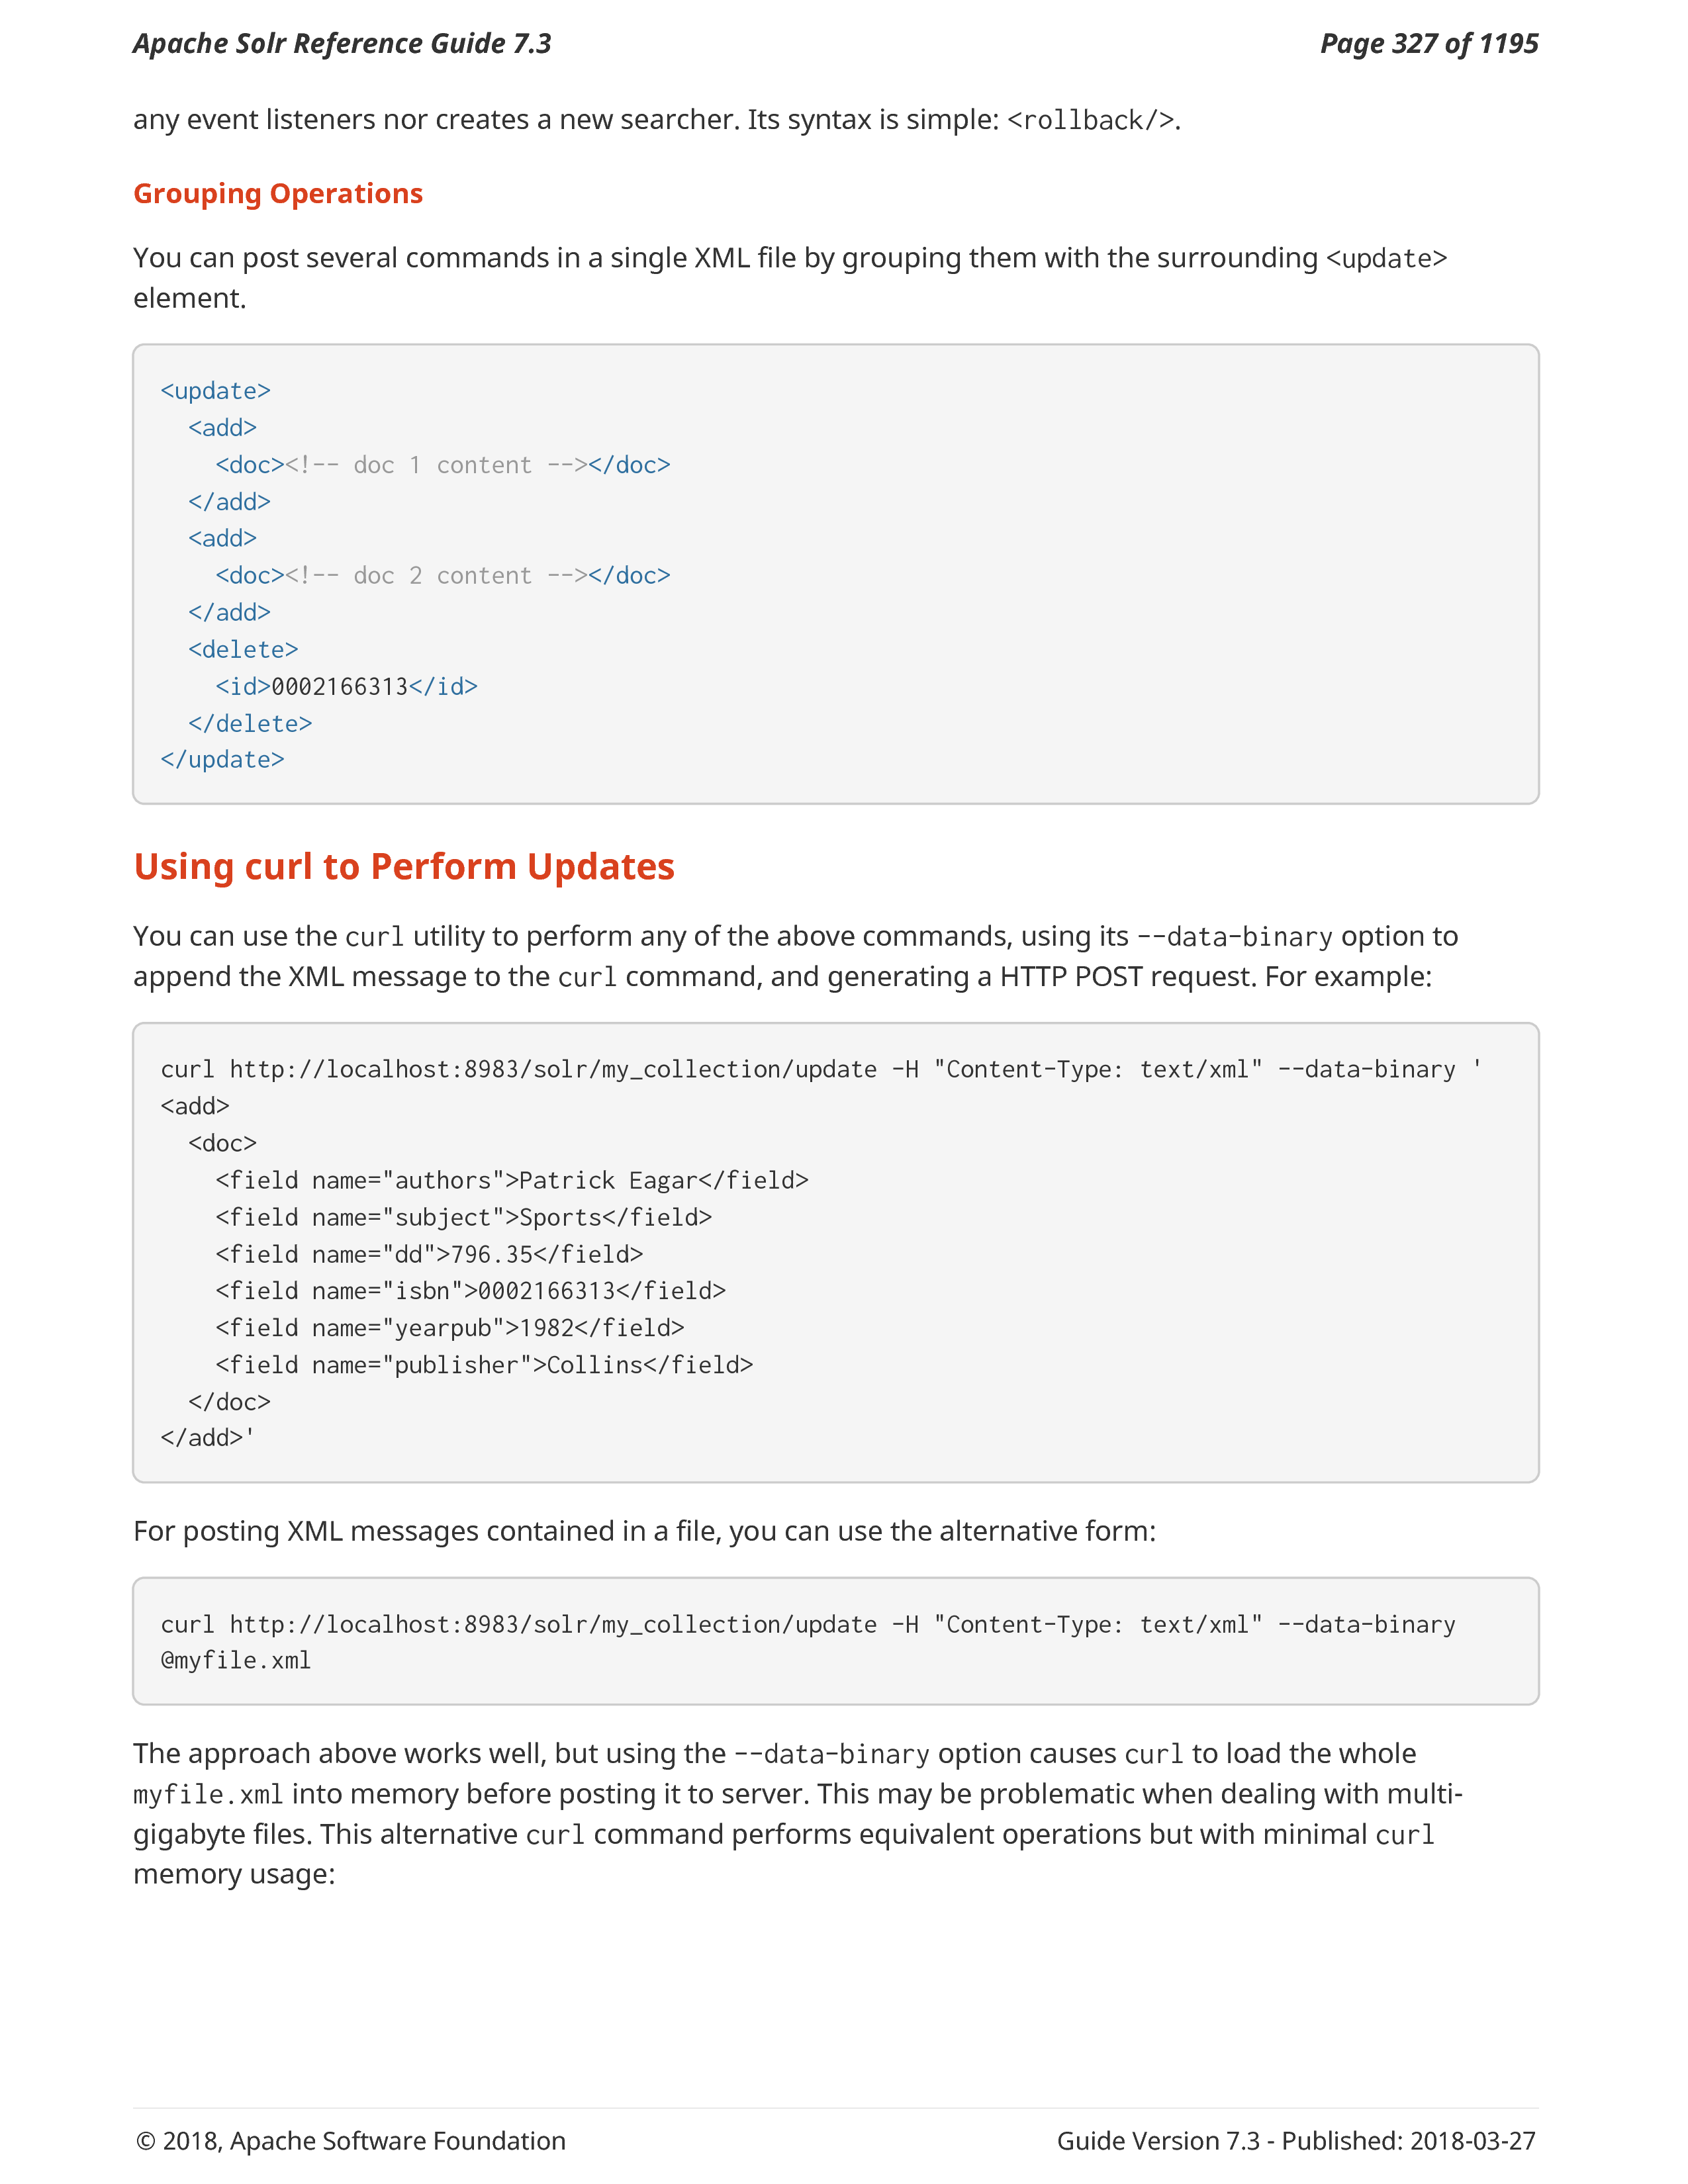 Apache Solr Reference Guide 7.3 Page 327 of 1195
any event listeners nor creates a new searcher. Its syntax is simple: <rollback/>.
Grouping Operations
You can post several commands in a single XML file by grouping them with the surrounding <update>
element.
<update>
  <add>
    <doc><!-- doc 1 content --></doc>
  </add>
  <add>
    <doc><!-- doc 2 content --></doc>
  </add>
  <delete>
    <id>0002166313</id>
  </delete>
</update>
Using curl to Perform Updates
You can use the curl utility to perform any of the above commands, using its --data-binary option to
append the XML message to the curl command, and generating a HTTP POST request. For example:
curl http://localhost:8983/solr/my_collection/update -H "Content-Type: text/xml" --data-binary '
<add>
  <doc>
    <field name="authors">Patrick Eagar</field>
    <field name="subject">Sports</field>
    <field name="dd">796.35</field>
    <field name="isbn">0002166313</field>
    <field name="yearpub">1982</field>
    <field name="publisher">Collins</field>
  </doc>
</add>'
For posting XML messages contained in a file, you can use the alternative form:
curl http://localhost:8983/solr/my_collection/update -H "Content-Type: text/xml" --data-binary
@myfile.xml
The approach above works well, but using the --data-binary option causes curl to load the whole
myfile.xml into memory before posting it to server. This may be problematic when dealing with multi-
gigabyte files. This alternative curl command performs equivalent operations but with minimal curl
memory usage:
© 2018, Apache Software Foundation Guide Version 7.3 - Published: 2018-03-27